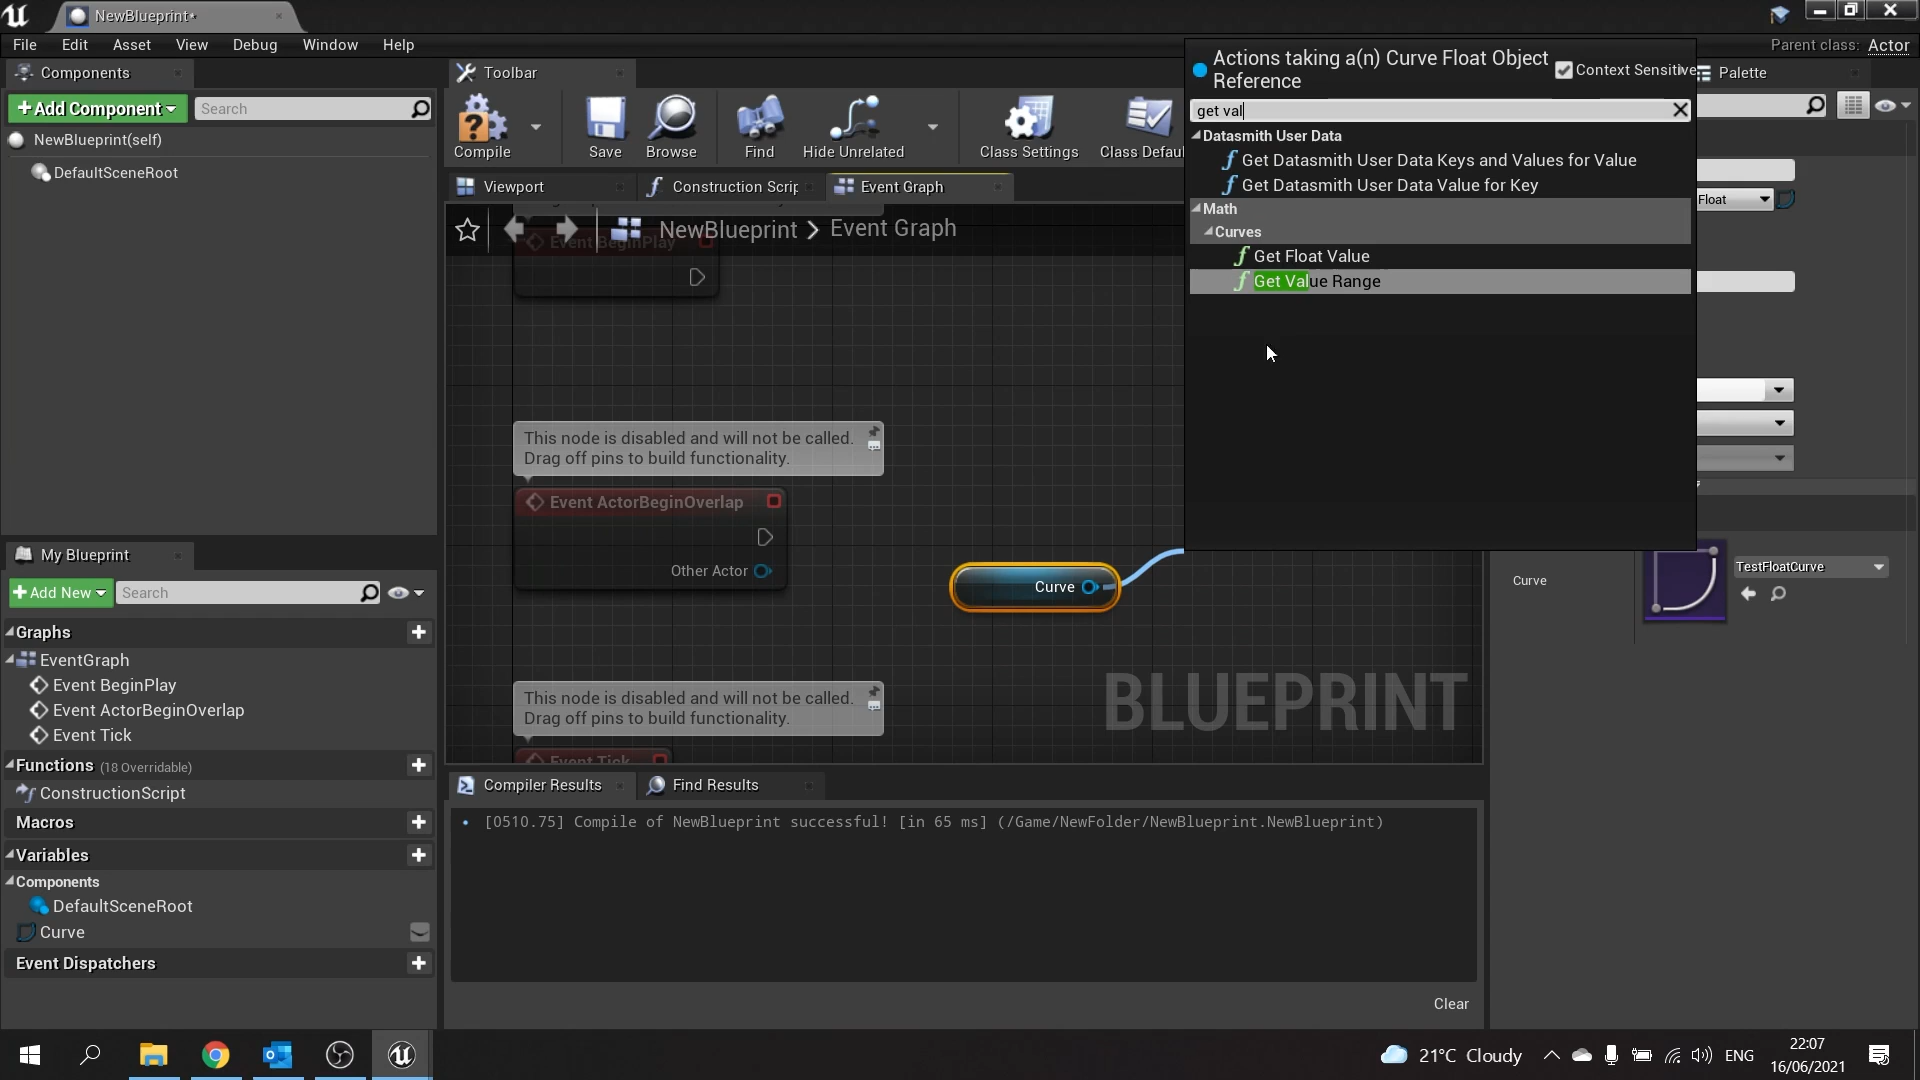 NewBlueprint*
File Edit Asset View Debug Window Help
Parent class: Actor
Components
+ Add Component
Search
NewBlueprint(self)
DefaultSceneRoot
Toolbar
Compile
Save
Browse
Find
Hide Unrelated
Class Settings
Class Defau
Viewport
Construction Scrip
Event Graph
NewBlueprint > Event Graph
Event BeginPlay
This node is disabled and will not be called.
Drag off pins to build functionality.
Event ActorBeginOverlap
Other Actor
Curve
This node is disabled and will not be called.
Drag off pins to build functionality.
Event Tick
BLUEPRINT
Actions taking a(n) Curve Float Object
Reference
Context Sensitive
get val
Datasmith User Data
Get Datasmith User Data Keys and Values for Value
Get Datasmith User Data Value for Key
Math
Curves
Get Float Value
Get Value Range
Palette
Float
Curve
TestFloatCurve
My Blueprint
+ Add New
Search
Graphs
EventGraph
Event BeginPlay
Event ActorBeginOverlap
Event Tick
Functions (18 Overridable)
ConstructionScript
Macros
Variables
Components
DefaultSceneRoot
Curve
Event Dispatchers
Compiler Results
Find Results
[0510.75] Compile of NewBlueprint successful! [in 65 ms] (/Game/NewFolder/NewBlueprint.NewBlueprint)
Clear
21°C Cloudy
ENG
22:07
16/06/2021